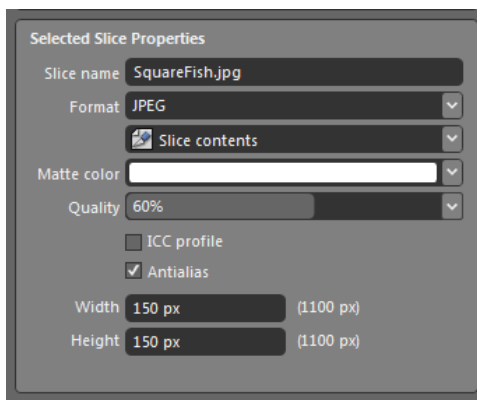 Selected Slice Properties
Slice name SquareFish.jpg
Format JPEG
Slice contents
Matte color
Quality 60%
ICC profile
Antialias
Width 150 px (1100 px)
Height 150 px (1100 px)